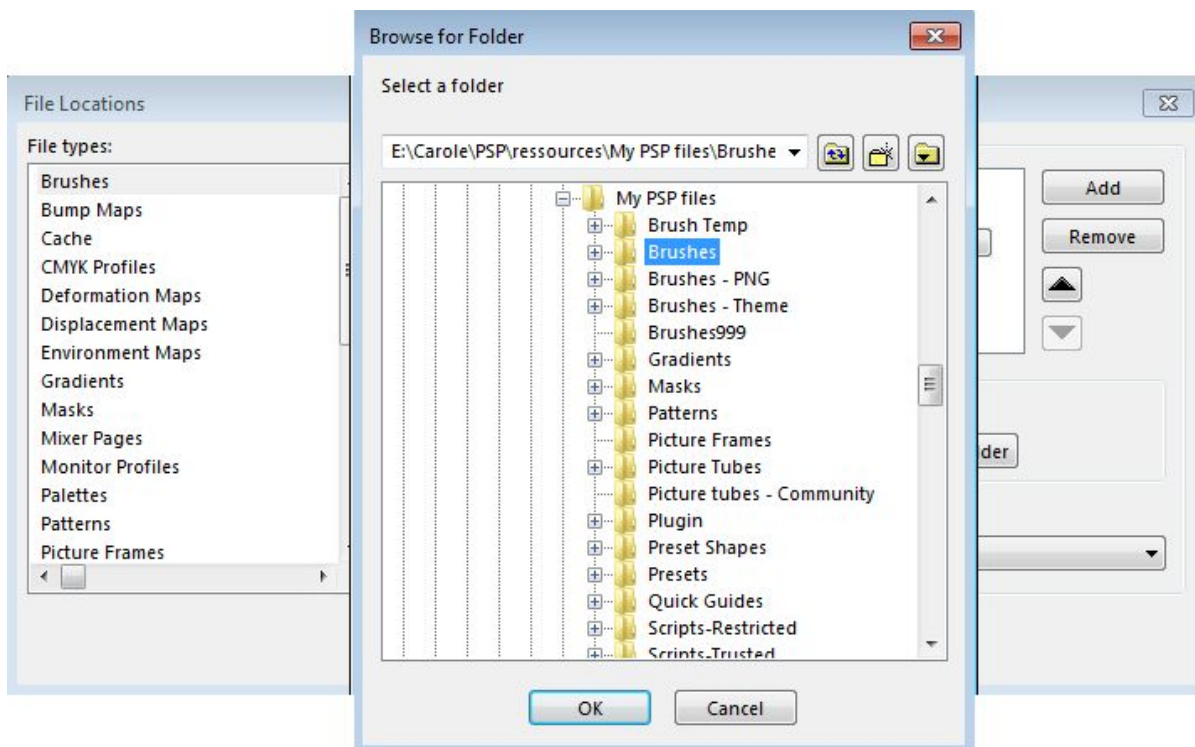 Browse for Folder
Select a folder
E:\Carole\PSP\ressources\My PSP files\Brushe
My PSP files
Brush Temp
Brushes
Brushes - PNG
Brushes - Theme
Brushes999
Gradients
Masks
Patterns
Picture Frames
Picture Tubes
Picture tubes - Community
Plugin
Preset Shapes
Presets
Quick Guides
Scripts-Restricted
Scripts-Trusted
OK
Cancel
File Locations
File types:
Brushes
Bump Maps
Cache
CMYK Profiles
Deformation Maps
Displacement Maps
Environment Maps
Gradients
Masks
Mixer Pages
Monitor Profiles
Palettes
Patterns
Picture Frames
Add
Remove
der